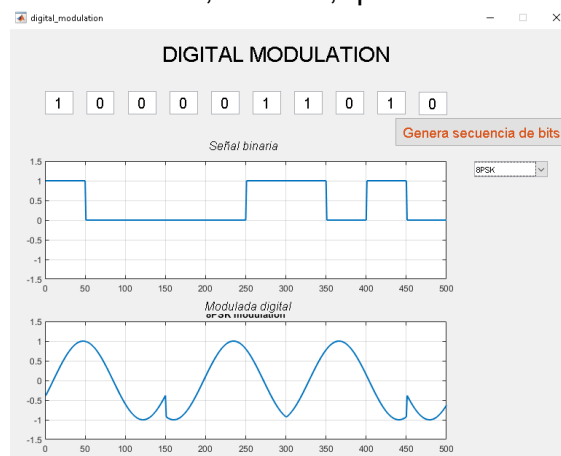 digital_modulation
DIGITAL MODULATION
1 0 0 0 0 1 1 0 1 0
Genera secuencia de bits
Señal binaria
8PSK
1.5
1
0.5
0
-0.5
-1
-1.5
0 50 100 150 200 250 300 350 400 450 500
Modulada digital
8PSK modulation
1.5
1
0.5
0
-0.5
-1
-1.5
0 50 100 150 200 250 300 350 400 450 500